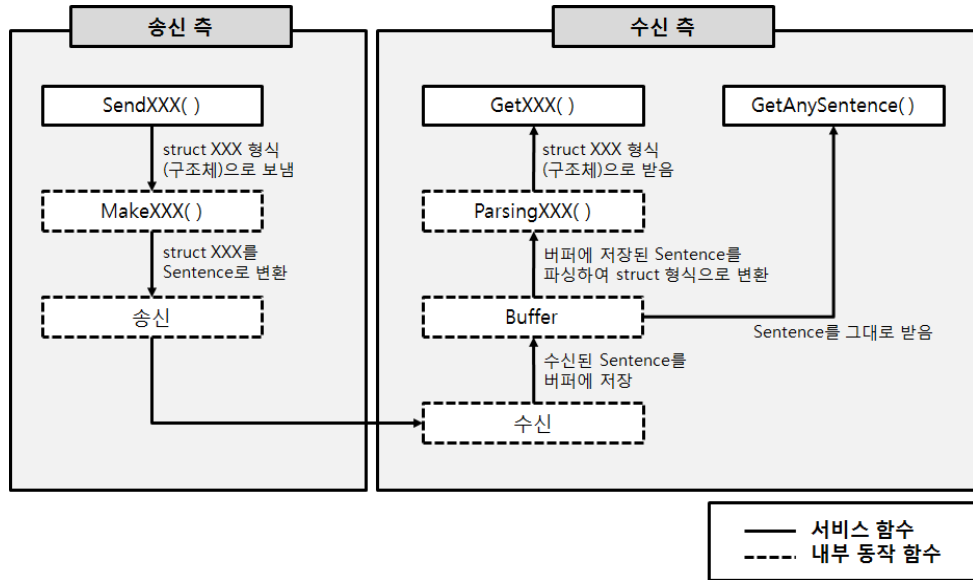 송신 측
SendXXX( )
struct XXX 형식
(구조체)으로 보냄
MakeXXX( )
struct XXX를
Sentence로 변환
송신
수신 측
GetXXX( )
GetAnySentence( )
struct XXX 형식
(구조체)으로 받음
ParsingXXX( )
버퍼에 저장된 Sentence를
파싱하여 struct 형식으로 변환
Buffer
Sentence를 그대로 받음
수신된 Sentence를
버퍼에 저장
수신
서비스 함수
내부 동작 함수